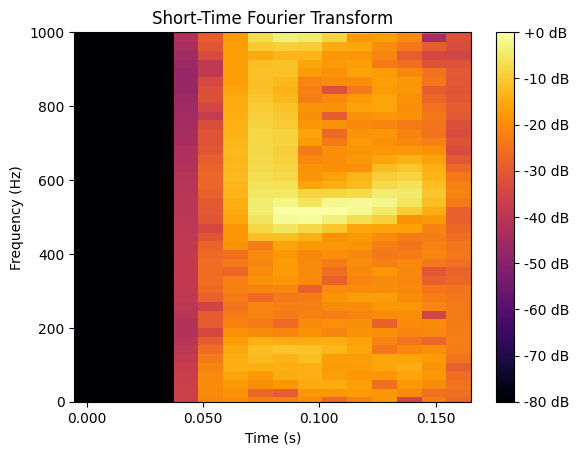 Short-Time Fourier Transform
1000
800
600
400
200
0
Frequency (Hz)
0.000
0.050
0.100
0.150
Time (s)
+0 dB
-10 dB
-20 dB
-30 dB
-40 dB
-50 dB
-60 dB
-70 dB
-80 dB